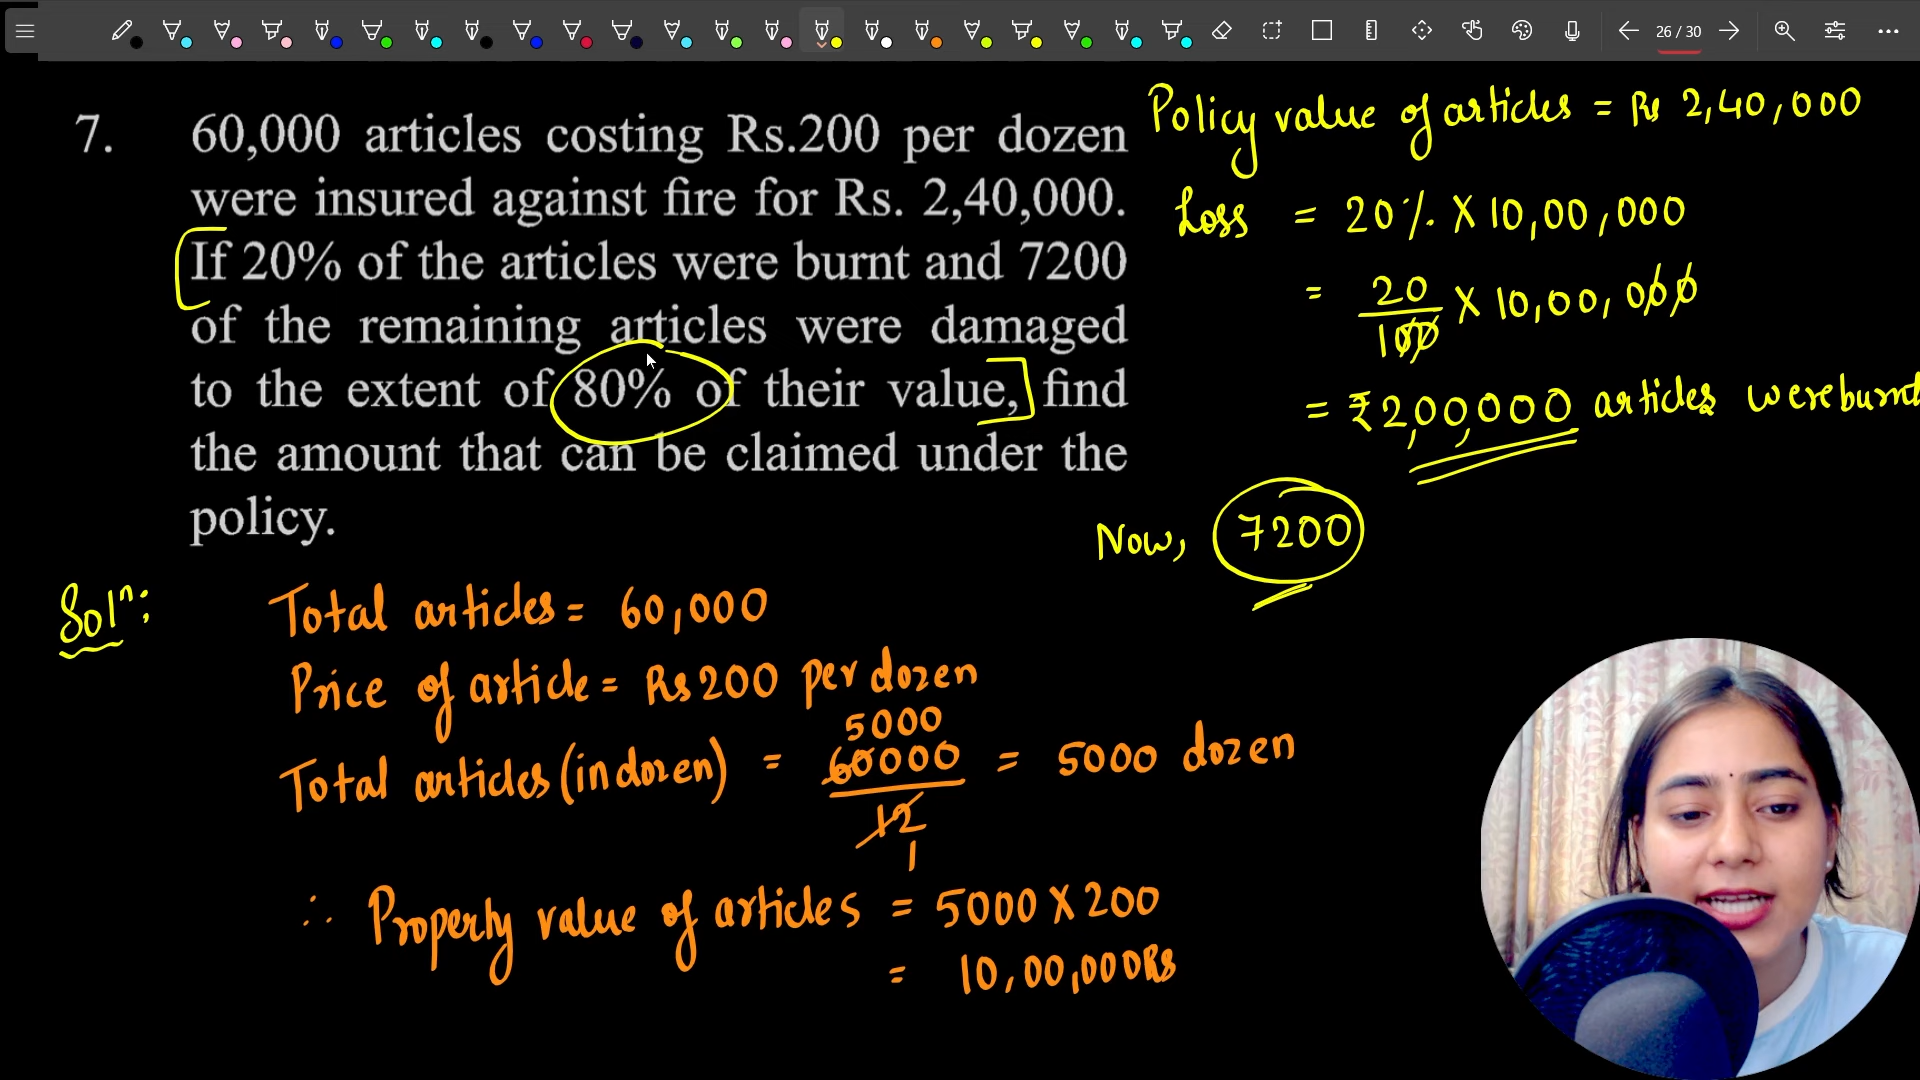 26 / 30
7. 60,000 articles costing Rs.200 per dozen
were insured against fire for Rs. 2,40,000.
If 20% of the articles were burnt and 7200
of the remaining articles were damaged
to the extent of 80% of their value, find
the amount that can be claimed under the
policy.
Policy value of articles = Rs 2,40,000
Loss = 20% X 10,00,000
= 20/100 X 10,00,000
= ₹2,00,000 articles were burnt
Now, 7200
Solⁿ:
Total articles = 60,000
Price of article = Rs 200 per dozen
5000
Total articles (in dozen) = 60000/12 = 5000 dozen
1
∴ Property value of articles = 5000 X 200
= 10,00,000Rs